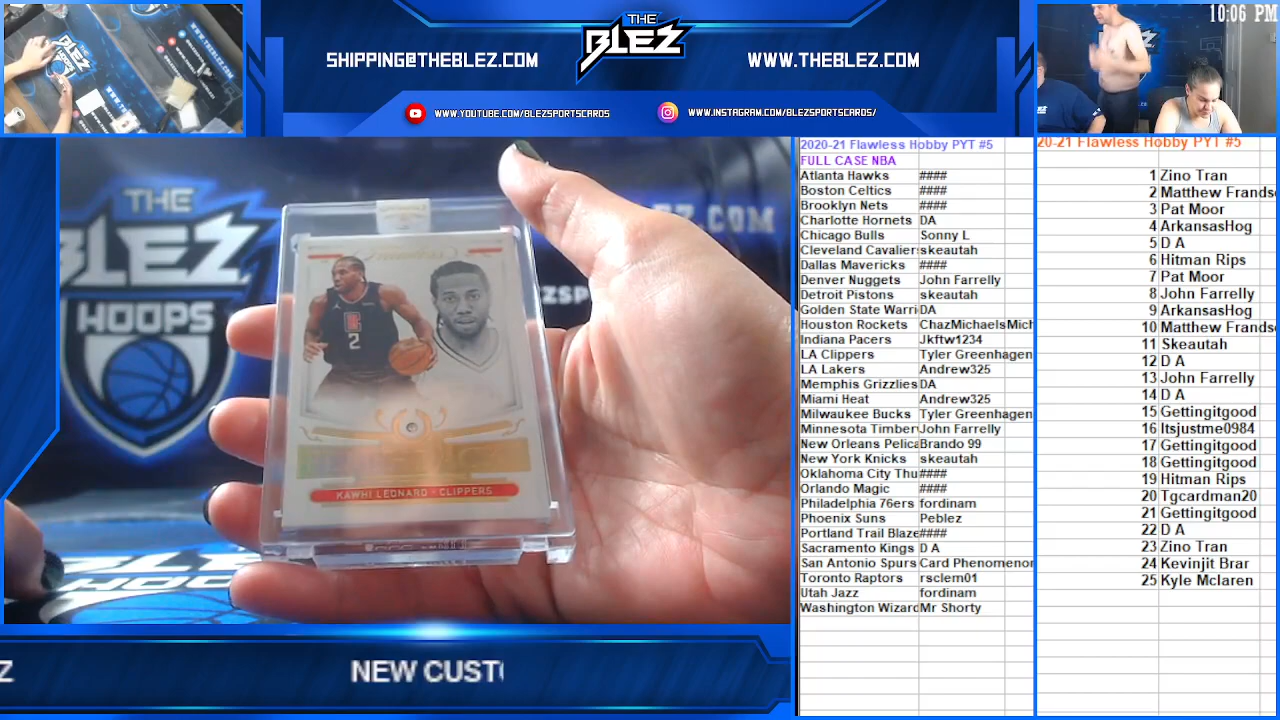 10:06 PM
THE
BLEZ
SHIPPING@THEBLEZ.COM
WWW.THEBLEZ.COM
WWW.YOUTUBE.COM/BLEZSPORTSCARDS
WWW.INSTAGRAM.COM/BLEZSPORTSCARDS/
THE
BLEZ
HOOPS
KAWHI LEONARD · CLIPPERS
2
NEW CUST
2020-21 Flawless Hobby PYT #5
FULL CASE NBA
Atlanta Hawks ####
Boston Celtics ####
Brooklyn Nets ####
Charlotte Hornets DA
Chicago Bulls Sonny L
Cleveland Cavalier skeautah
Dallas Mavericks ####
Denver Nuggets John Farrelly
Detroit Pistons skeautah
Golden State Warri DA
Houston Rockets ChazMichaelsMich
Indiana Pacers Jkftw1234
LA Clippers Tyler Greenhagen
LA Lakers Andrew325
Memphis Grizzlies DA
Miami Heat Andrew325
Milwaukee Bucks Tyler Greenhagen
Minnesota Timber John Farrelly
New Orleans Pelica Brando 99
New York Knicks skeautah
Oklahoma City Thu ####
Orlando Magic ####
Philadelphia 76ers fordinam
Phoenix Suns Peblez
Portland Trail Blaze ####
Sacramento Kings D A
San Antonio Spurs Card Phenomenon
Toronto Raptors rsclem01
Utah Jazz fordinam
Washington Wizard Mr Shorty
20-21 Flawless Hobby PYT #5
1 Zino Tran
2 Matthew Frands
3 Pat Moor
4 ArkansasHog
5 D A
6 Hitman Rips
7 Pat Moor
8 John Farrelly
9 ArkansasHog
10 Matthew Frands
11 Skeautah
12 D A
13 John Farrelly
14 D A
15 Gettingitgood
16 Itsjustme0984
17 Gettingitgood
18 Gettingitgood
19 Hitman Rips
20 Tgcardman20
21 Gettingitgood
22 D A
23 Zino Tran
24 Kevinjit Brar
25 Kyle Mclaren